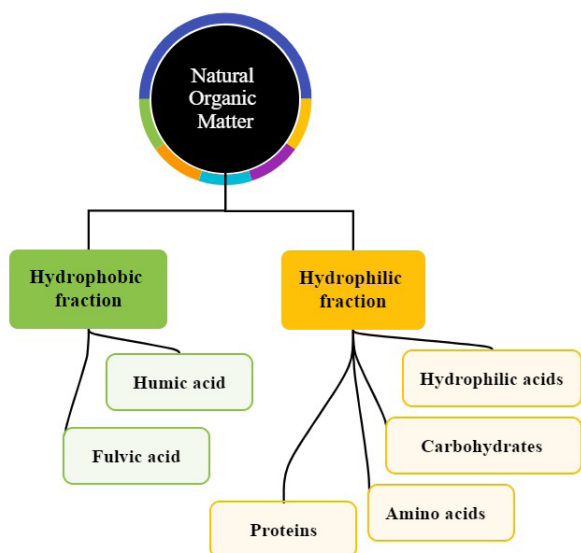 Natural
Organic
Matter
Hydrophobic
fraction
Hydrophilic
fraction
Humic acid
Fulvic acid
Hydrophilic acids
Carbohydrates
Amino acids
Proteins